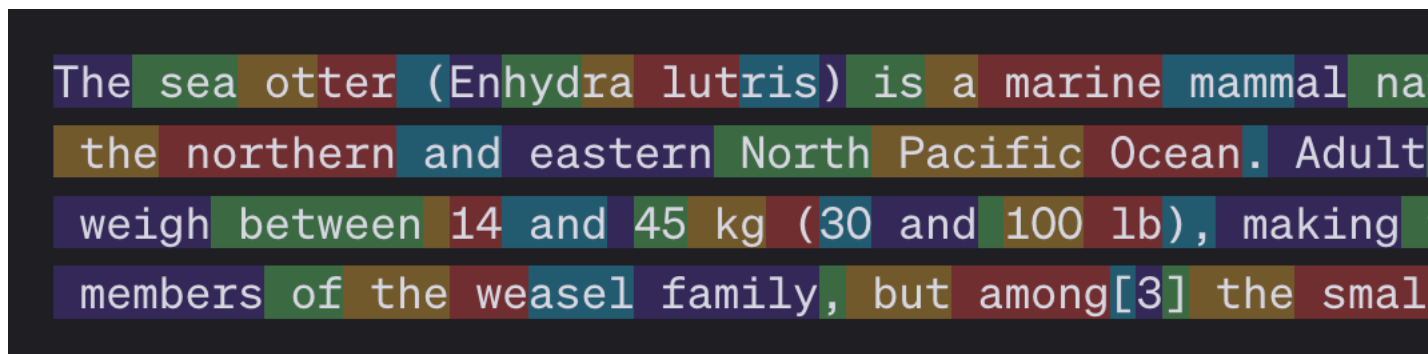 The sea otter (Enhydra lutris) is a marine mammal na
the northern and eastern North Pacific Ocean. Adult
weigh between 14 and 45 kg (30 and 100 lb), making
members of the weasel family, but among[3] the smal